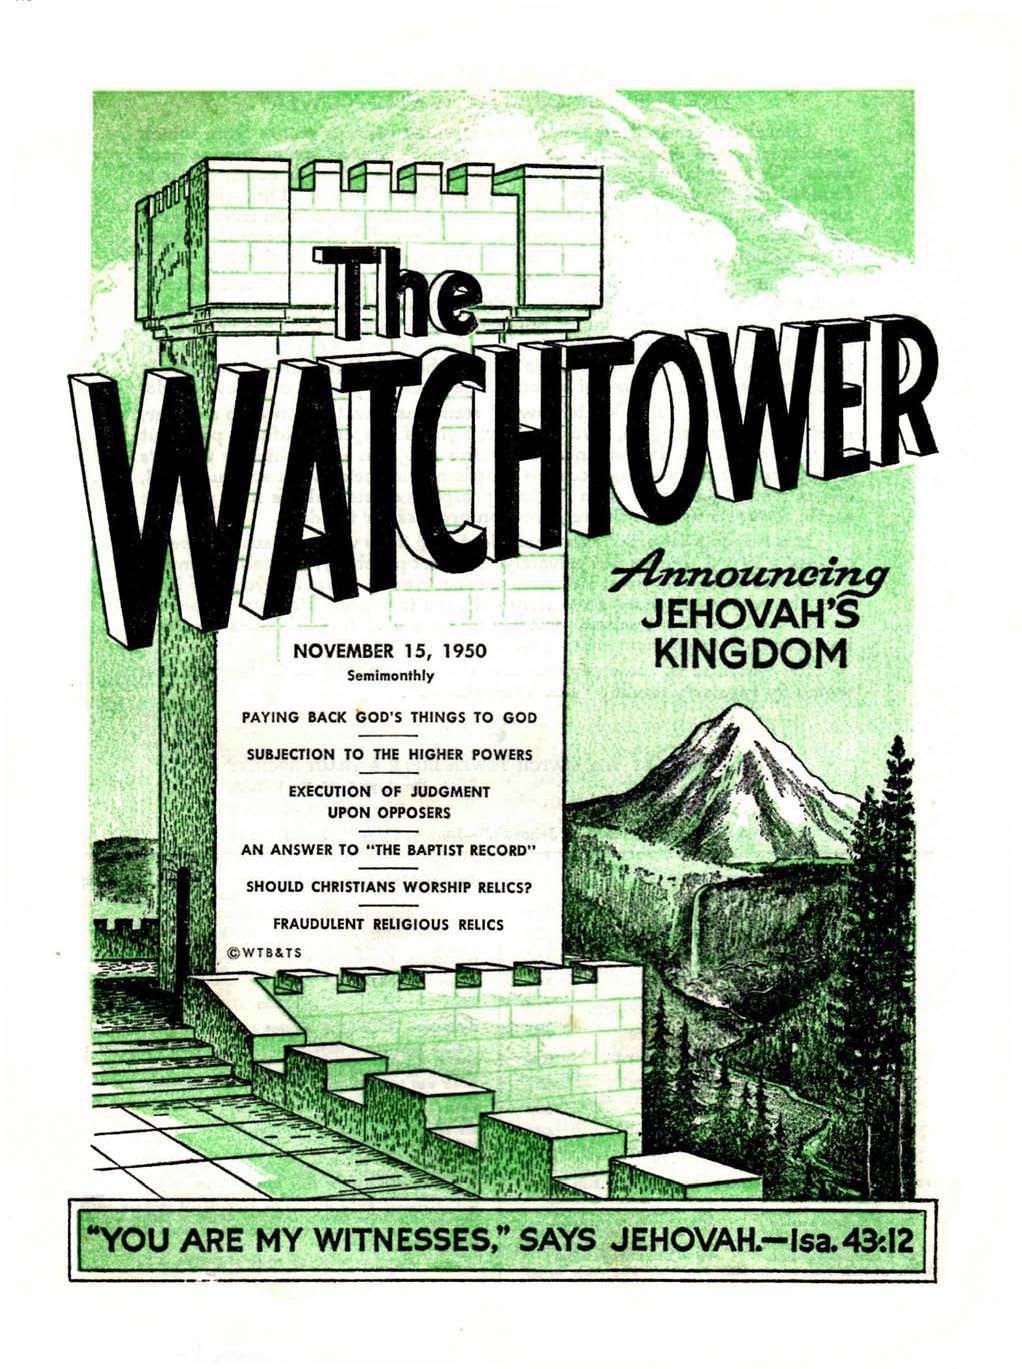 The
WATCHTOWER
Announcing
JEHOVAH'S
KINGDOM
NOVEMBER 15, 1950
Semimonthly
PAYING BACK GOD'S THINGS TO GOD
SUBJECTION TO THE HIGHER POWERS
EXECUTION OF JUDGMENT
UPON OPPOSERS
AN ANSWER TO "THE BAPTIST RECORD"
SHOULD CHRISTIANS WORSHIP RELICS?
FRAUDULENT RELIGIOUS RELICS
©WTB&TS
"YOU ARE MY WITNESSES," SAYS JEHOVAH.—Isa. 43:12